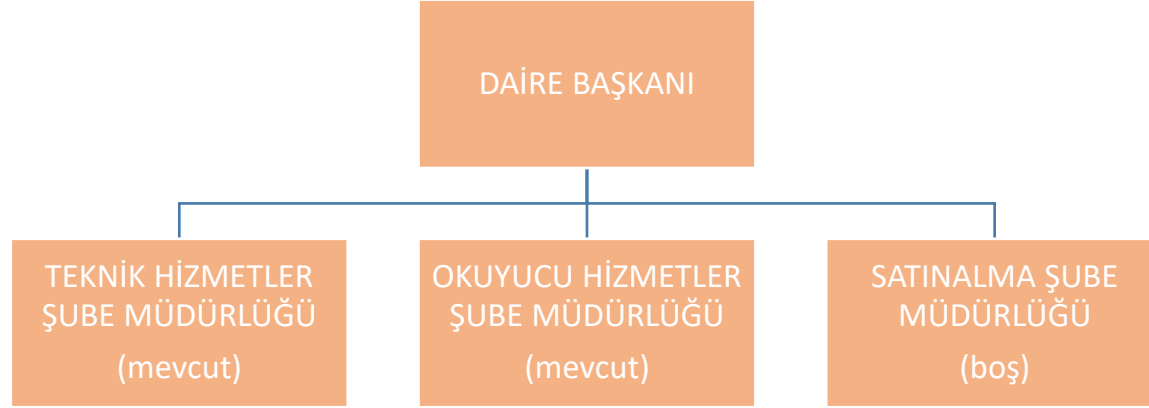 DAİRE BAŞKANI
TEKNİK HİZMETLER
ŞUBE MÜDÜRLÜĞÜ
(mevcut)
OKUYUCU HİZMETLER
ŞUBE MÜDÜRLÜĞÜ
(mevcut)
SATINALMA ŞUBE
MÜDÜRLÜĞÜ
(boş)